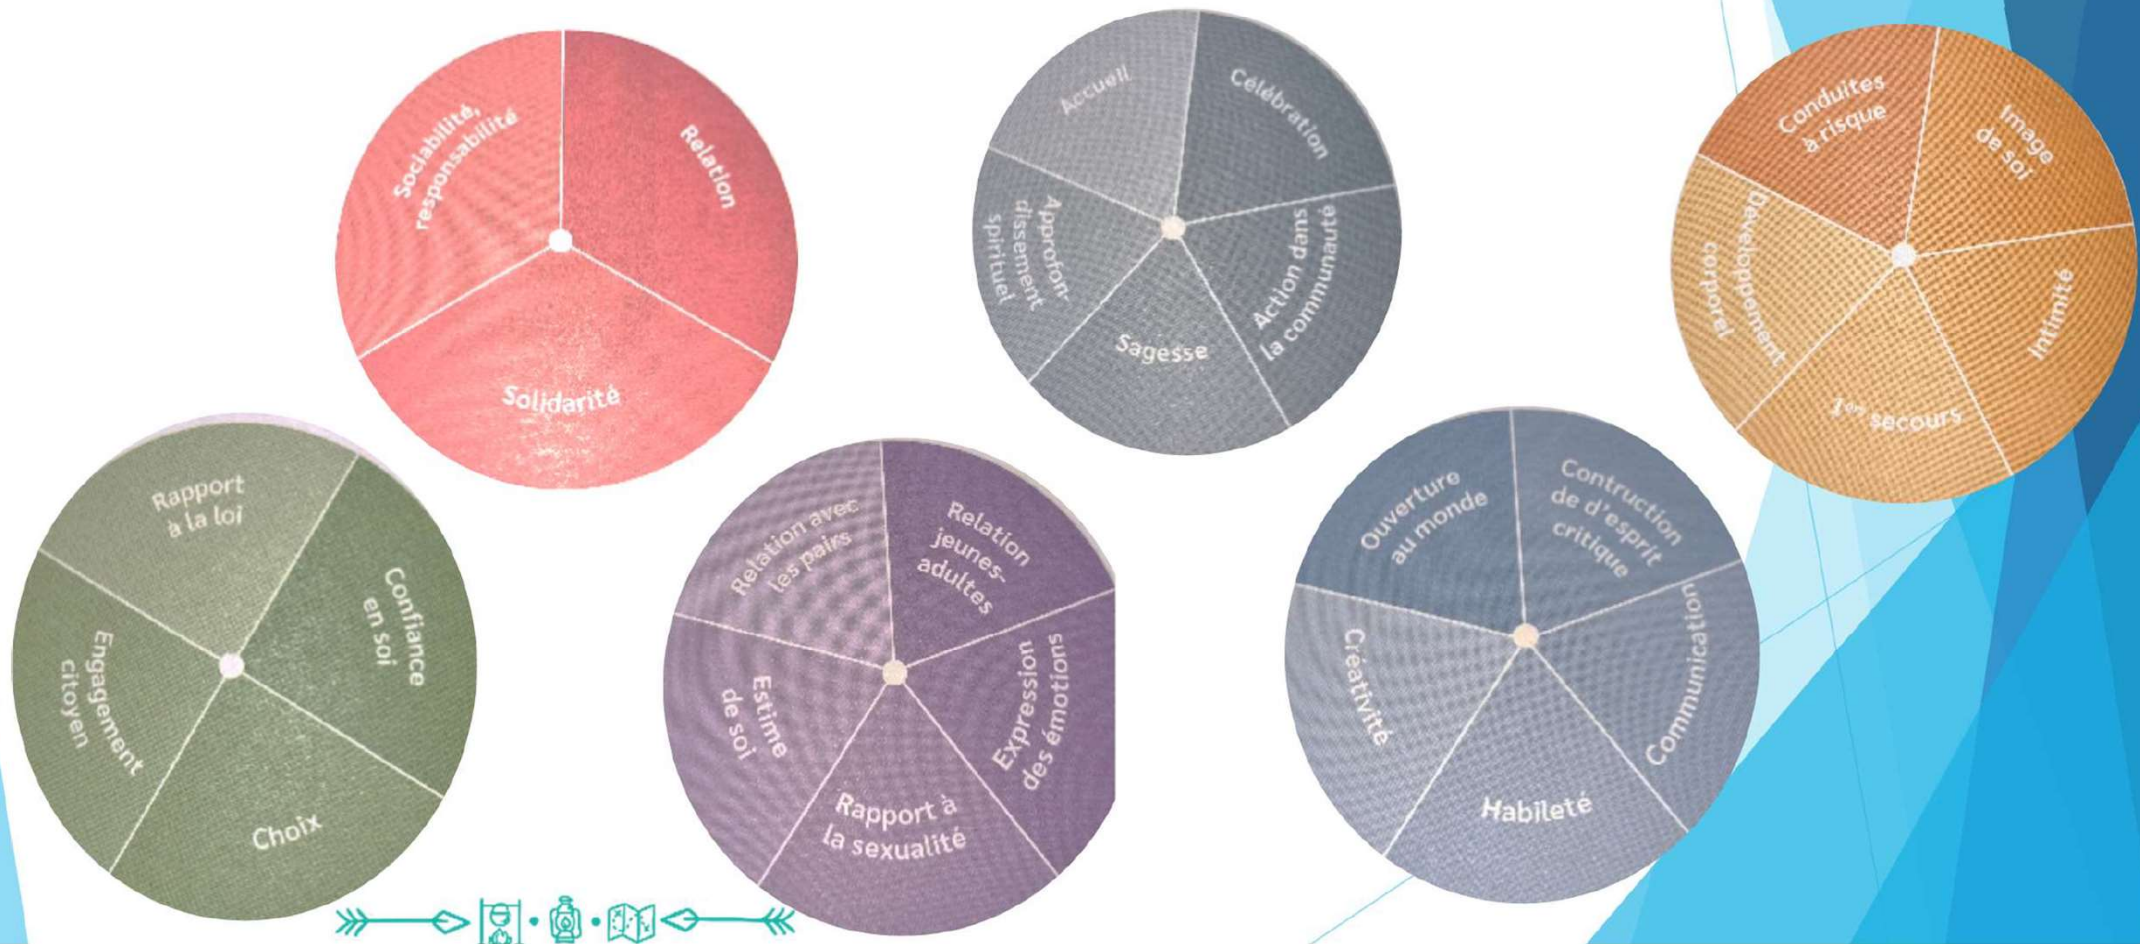 Sociabilité,
responsabilité
Relation
Solidarité
Accueil
Célébration
Action dans
la communauté
Sagesse
Approfon-
dissement
spirituel
Conduites
à risque
Image
de soi
Intimité
1ers secours
Développement
corporel
Rapport
à la loi
Confiance
en soi
Choix
Engagement
citoyen
Relation avec
les pairs
Relation
jeunes-
adultes
Expression
des émotions
Rapport à
la sexualité
Estime
de soi
Ouverture
au monde
Contruction
de d'esprit
critique
Communication
Habileté
Créativité